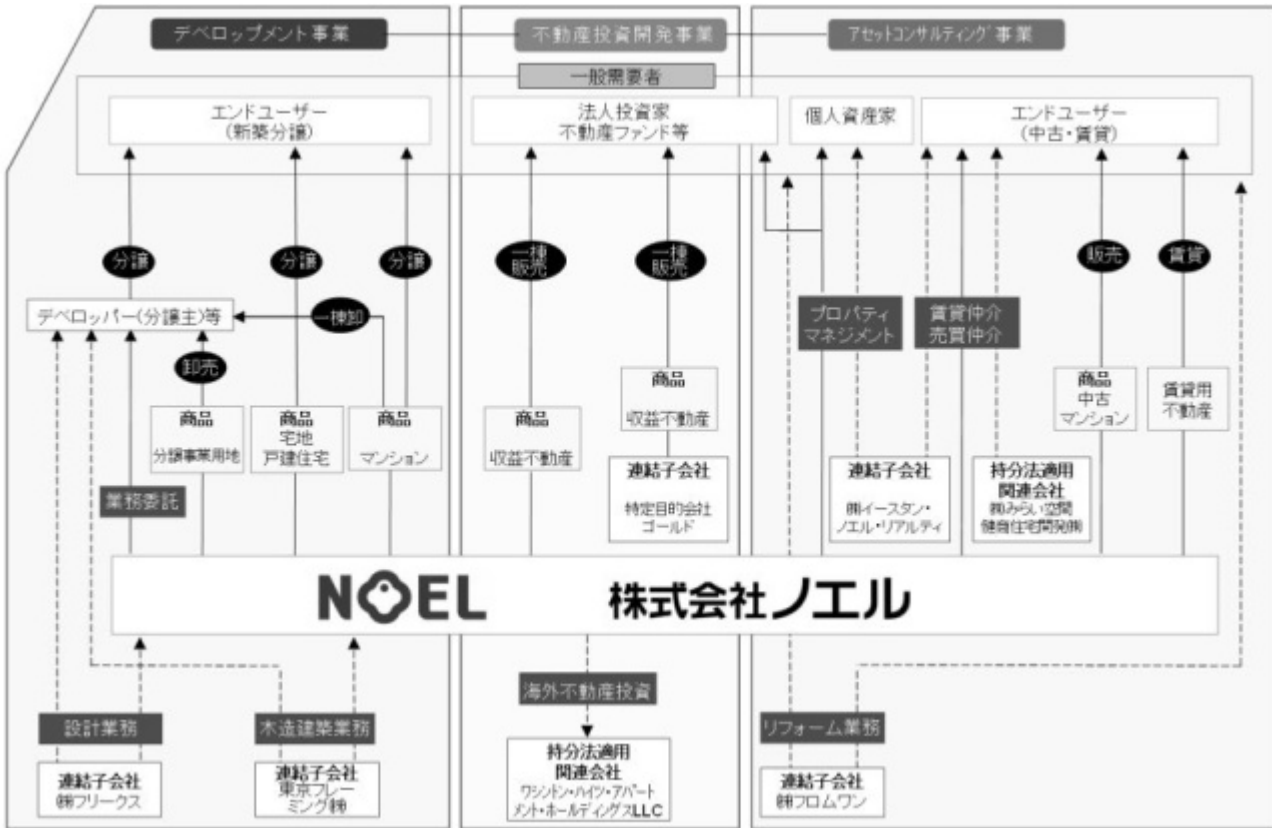 デベロップメント事業
不動産投資開発事業
アセットコンサルティング事業
一般需要者
エンドユーザー
(新築分譲)
法人投資家
不動産ファンド等
個人資産家
エンドユーザー
(中古・賃貸)
分譲
分譲
分譲
一棟
販売
一棟
販売
販売
賃貸
デベロッパー(分譲主)等
一棟卸
プロパティ
マネジメント
賃貸仲介
売買仲介
卸売
商品
分譲事業用地
商品
宅地
戸建住宅
商品
マンション
商品
収益不動産
商品
収益不動産
商品
中古
マンション
賃貸用
不動産
業務委託
連結子会社
特定目的会社
ゴールド
連結子会社
㈱イースタン・
ノエル・リアルティ
持分法適用
関連会社
㈱みらい空間
健商住宅開発㈱
NOEL 株式会社ノエル
設計業務
木造建築業務
海外不動産投資
リフォーム業務
連結子会社
㈱フリークス
連結子会社
東京フレー
ミング㈱
持分法適用
関連会社
ワシントン・ハイツ・アパート
メント・ホールディングスLLC
連結子会社
㈱フロムワン